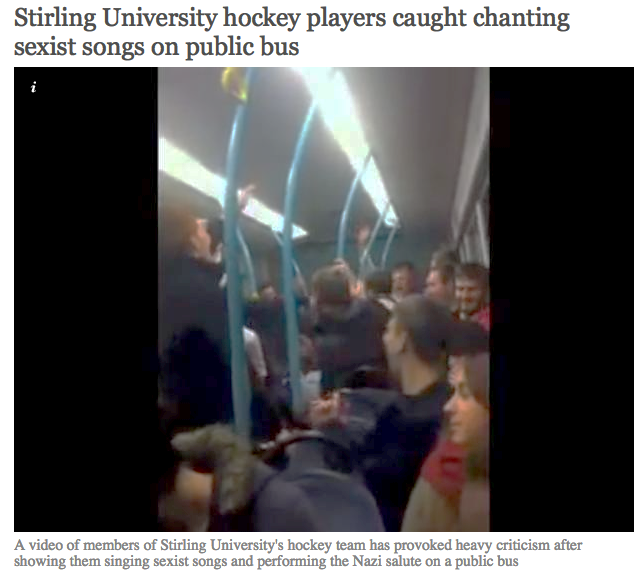 Stirling University hockey players caught chanting
sexist songs on public bus
i
A video of members of Stirling University's hockey team has provoked heavy criticism after
showing them singing sexist songs and performing the Nazi salute on a public bus